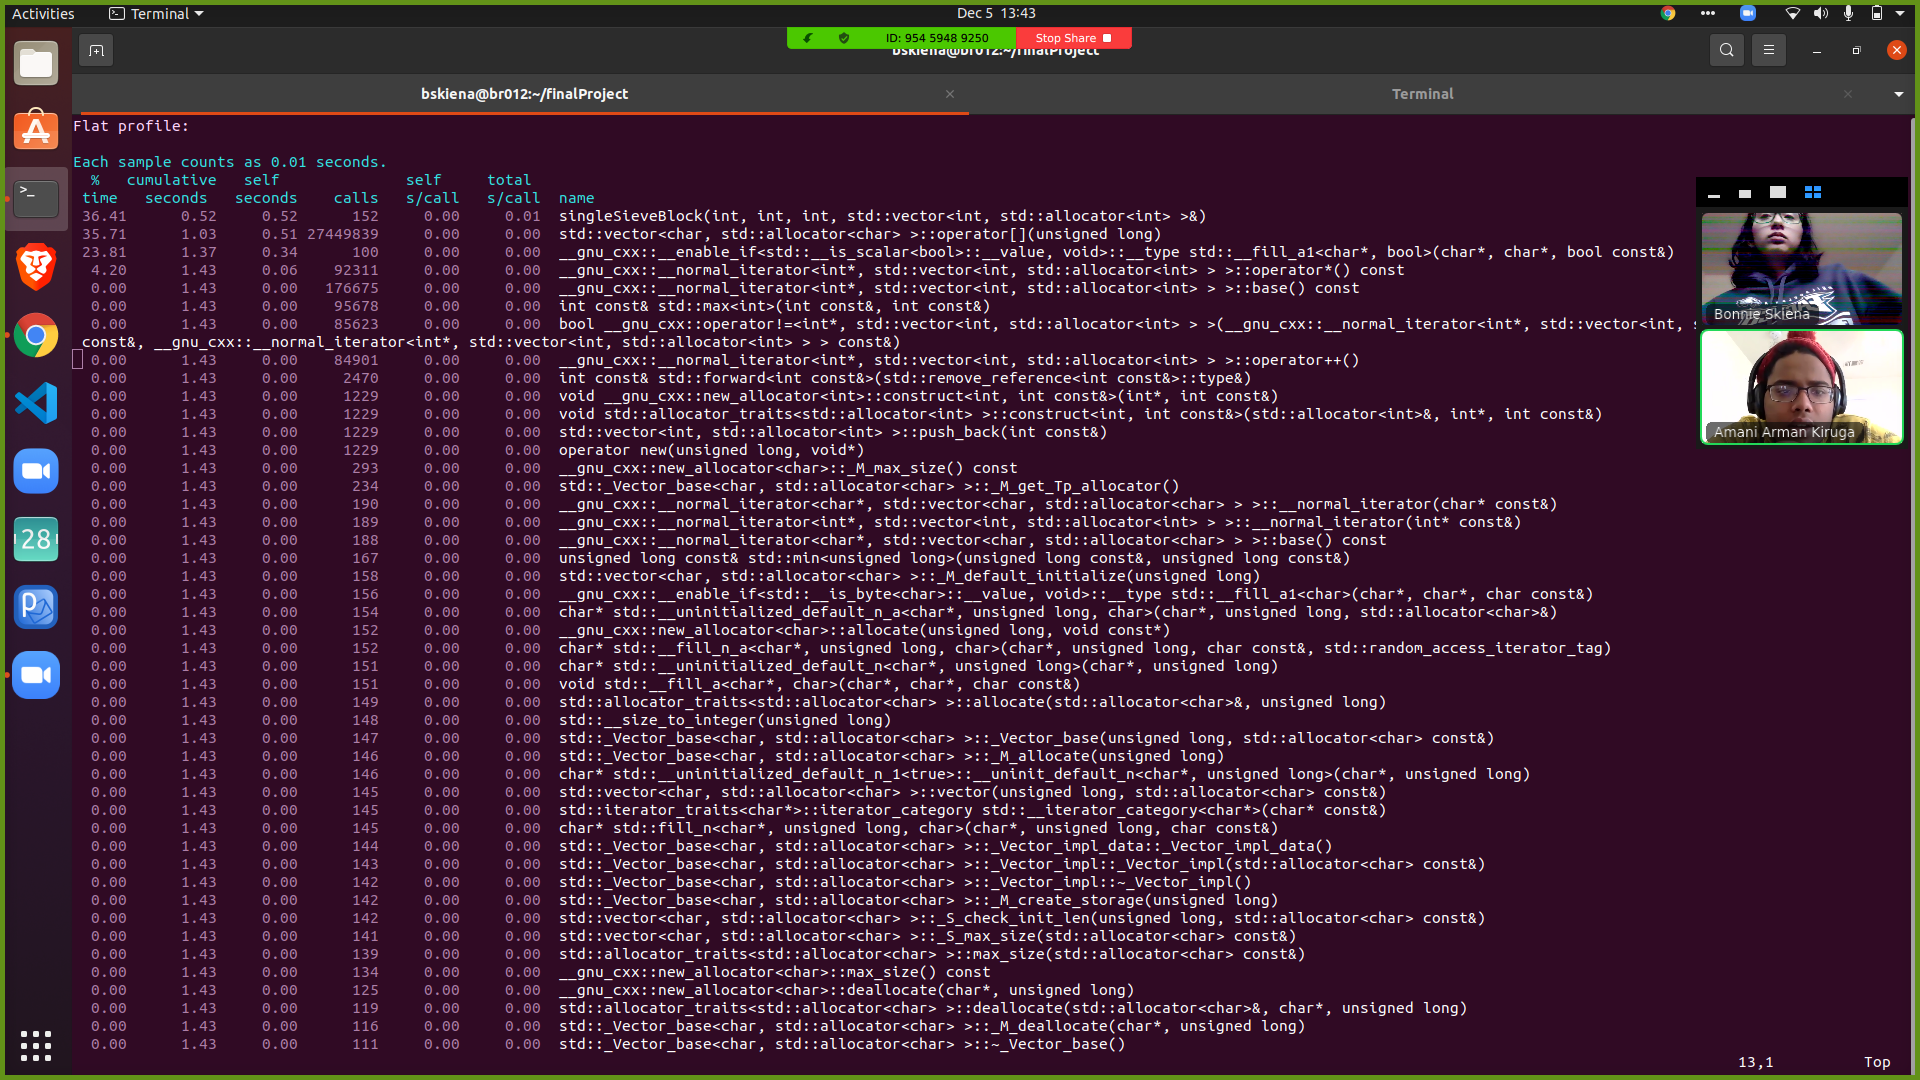 Activities
Terminal
Dec 5 13:43
ID: 954 5948 9250
Stop Share
bskiena@br012:~/finalProject
bskiena@br012:~/finalProject
Terminal
Flat profile:
Each sample counts as 0.01 seconds.
% cumulative self self total
time seconds seconds calls s/call s/call name
36.41 0.52 0.52 152 0.00 0.01 singleSieveBlock(int, int, int, std::vector<int, std::allocator<int> >&)
35.71 1.03 0.51 27449839 0.00 0.00 std::vector<char, std::allocator<char> >::operator[](unsigned long)
23.81 1.37 0.34 100 0.00 0.00 __gnu_cxx::__enable_if<std::__is_scalar<bool>::__value, void>::__type std::__fill_a1<char*, bool>(char*, char*, bool const&)
4.20 1.43 0.06 92311 0.00 0.00 __gnu_cxx::__normal_iterator<int*, std::vector<int, std::allocator<int> > >::operator*() const
0.00 1.43 0.00 176675 0.00 0.00 __gnu_cxx::__normal_iterator<int*, std::vector<int, std::allocator<int> > >::base() const
0.00 1.43 0.00 95678 0.00 0.00 int const& std::max<int>(int const&, int const&)
0.00 1.43 0.00 85623 0.00 0.00 bool __gnu_cxx::operator!=<int*, std::vector<int, std::allocator<int> > >(__gnu_cxx::__normal_iterator<int*, std::vector<int,
const&, __gnu_cxx::__normal_iterator<int*, std::vector<int, std::allocator<int> > > const&)
0.00 1.43 0.00 84901 0.00 0.00 __gnu_cxx::__normal_iterator<int*, std::vector<int, std::allocator<int> > >::operator++()
0.00 1.43 0.00 2470 0.00 0.00 int const& std::forward<int const&>(std::remove_reference<int const&>::type&)
0.00 1.43 0.00 1229 0.00 0.00 void __gnu_cxx::new_allocator<int>::construct<int, int const&>(int*, int const&)
0.00 1.43 0.00 1229 0.00 0.00 void std::allocator_traits<std::allocator<int> >::construct<int, int const&>(std::allocator<int>&, int*, int const&)
0.00 1.43 0.00 1229 0.00 0.00 std::vector<int, std::allocator<int> >::push_back(int const&)
0.00 1.43 0.00 1229 0.00 0.00 operator new(unsigned long, void*)
0.00 1.43 0.00 293 0.00 0.00 __gnu_cxx::new_allocator<char>::_M_max_size() const
0.00 1.43 0.00 234 0.00 0.00 std::_Vector_base<char, std::allocator<char> >::_M_get_Tp_allocator()
0.00 1.43 0.00 190 0.00 0.00 __gnu_cxx::__normal_iterator<char*, std::vector<char, std::allocator<char> > >::__normal_iterator(char* const&)
0.00 1.43 0.00 189 0.00 0.00 __gnu_cxx::__normal_iterator<int*, std::vector<int, std::allocator<int> > >::__normal_iterator(int* const&)
0.00 1.43 0.00 188 0.00 0.00 __gnu_cxx::__normal_iterator<char*, std::vector<char, std::allocator<char> > >::base() const
0.00 1.43 0.00 167 0.00 0.00 unsigned long const& std::min<unsigned long>(unsigned long const&, unsigned long const&)
0.00 1.43 0.00 158 0.00 0.00 std::vector<char, std::allocator<char> >::_M_default_initialize(unsigned long)
0.00 1.43 0.00 156 0.00 0.00 __gnu_cxx::__enable_if<std::__is_byte<char>::__value, void>::__type std::__fill_a1<char>(char*, char*, char const&)
0.00 1.43 0.00 154 0.00 0.00 char* std::__uninitialized_default_n_a<char*, unsigned long, char>(char*, unsigned long, std::allocator<char>&)
0.00 1.43 0.00 152 0.00 0.00 __gnu_cxx::new_allocator<char>::allocate(unsigned long, void const*)
0.00 1.43 0.00 152 0.00 0.00 char* std::__fill_n_a<char*, unsigned long, char>(char*, unsigned long, char const&, std::random_access_iterator_tag)
0.00 1.43 0.00 151 0.00 0.00 char* std::__uninitialized_default_n<char*, unsigned long>(char*, unsigned long)
0.00 1.43 0.00 151 0.00 0.00 void std::__fill_a<char*, char>(char*, char*, char const&)
0.00 1.43 0.00 149 0.00 0.00 std::allocator_traits<std::allocator<char> >::allocate(std::allocator<char>&, unsigned long)
0.00 1.43 0.00 148 0.00 0.00 std::__size_to_integer(unsigned long)
0.00 1.43 0.00 147 0.00 0.00 std::_Vector_base<char, std::allocator<char> >::_Vector_base(unsigned long, std::allocator<char> const&)
0.00 1.43 0.00 146 0.00 0.00 std::_Vector_base<char, std::allocator<char> >::_M_allocate(unsigned long)
0.00 1.43 0.00 146 0.00 0.00 char* std::__uninitialized_default_n_1<true>::__uninit_default_n<char*, unsigned long>(char*, unsigned long)
0.00 1.43 0.00 145 0.00 0.00 std::vector<char, std::allocator<char> >::vector(unsigned long, std::allocator<char> const&)
0.00 1.43 0.00 145 0.00 0.00 std::iterator_traits<char*>::iterator_category std::__iterator_category<char*>(char* const&)
0.00 1.43 0.00 145 0.00 0.00 char* std::fill_n<char*, unsigned long, char>(char*, unsigned long, char const&)
0.00 1.43 0.00 144 0.00 0.00 std::_Vector_base<char, std::allocator<char> >::_Vector_impl_data::_Vector_impl_data()
0.00 1.43 0.00 143 0.00 0.00 std::_Vector_base<char, std::allocator<char> >::_Vector_impl::_Vector_impl(std::allocator<char> const&)
0.00 1.43 0.00 142 0.00 0.00 std::_Vector_base<char, std::allocator<char> >::_Vector_impl::~_Vector_impl()
0.00 1.43 0.00 142 0.00 0.00 std::_Vector_base<char, std::allocator<char> >::_M_create_storage(unsigned long)
0.00 1.43 0.00 142 0.00 0.00 std::vector<char, std::allocator<char> >::_S_check_init_len(unsigned long, std::allocator<char> const&)
0.00 1.43 0.00 141 0.00 0.00 std::vector<char, std::allocator<char> >::_S_max_size(std::allocator<char> const&)
0.00 1.43 0.00 139 0.00 0.00 std::allocator_traits<std::allocator<char> >::max_size(std::allocator<char> const&)
0.00 1.43 0.00 134 0.00 0.00 __gnu_cxx::new_allocator<char>::max_size() const
0.00 1.43 0.00 125 0.00 0.00 __gnu_cxx::new_allocator<char>::deallocate(char*, unsigned long)
0.00 1.43 0.00 119 0.00 0.00 std::allocator_traits<std::allocator<char> >::deallocate(std::allocator<char>&, char*, unsigned long)
0.00 1.43 0.00 116 0.00 0.00 std::_Vector_base<char, std::allocator<char> >::_M_deallocate(char*, unsigned long)
0.00 1.43 0.00 111 0.00 0.00 std::_Vector_base<char, std::allocator<char> >::~_Vector_base()
13,1 Top
Bonnie Skiena
Amani Arman Kiruga
28